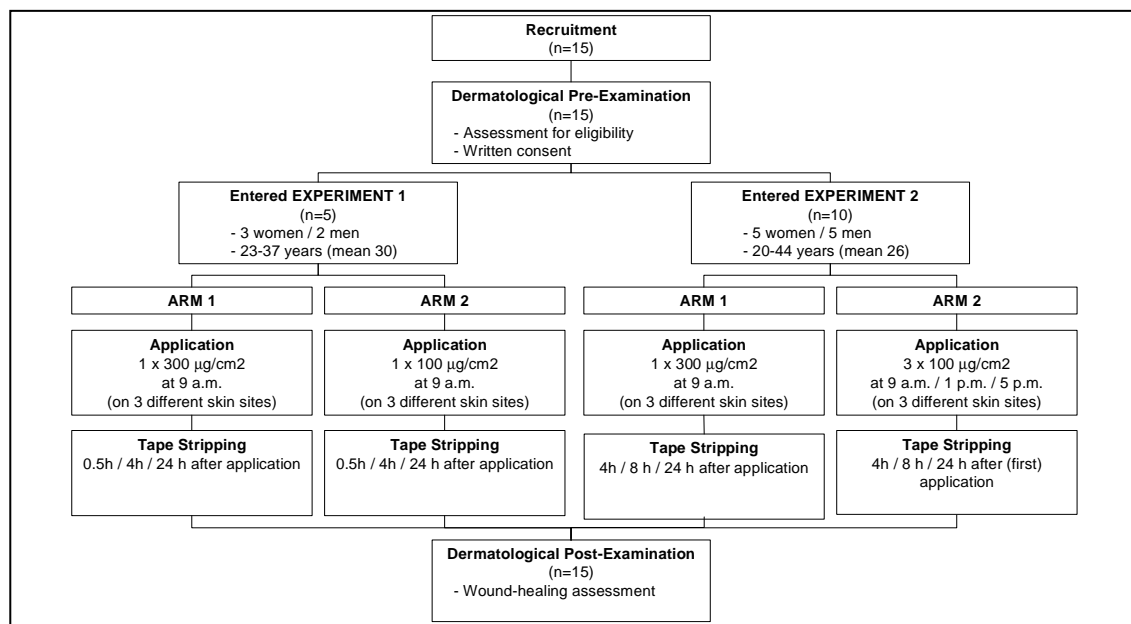 Recruitment
(n=15)
Dermatological Pre-Examination
(n=15)
- Assessment for eligibility
- Written consent
Entered EXPERIMENT 1
(n=5)
- 3 women / 2 men
- 23-37 years (mean 30)
Entered EXPERIMENT 2
(n=10)
- 5 women / 5 men
- 20-44 years (mean 26)
ARM 1
ARM 2
ARM 1
ARM 2
Application
1 x 300 µg/cm2
at 9 a.m.
(on 3 different skin sites)
Application
1 x 100 µg/cm2
at 9 a.m.
(on 3 different skin sites)
Application
1 x 300 µg/cm2
at 9 a.m.
(on 3 different skin sites)
Application
3 x 100 µg/cm2
at 9 a.m. / 1 p.m. / 5 p.m.
(on 3 different skin sites)
Tape Stripping
0.5h / 4h / 24 h after application
Tape Stripping
0.5h / 4h / 24 h after application
Tape Stripping
4h / 8 h / 24 h after application
Tape Stripping
4h / 8 h / 24 h after (first)
application
Dermatological Post-Examination
(n=15)
- Wound-healing assessment